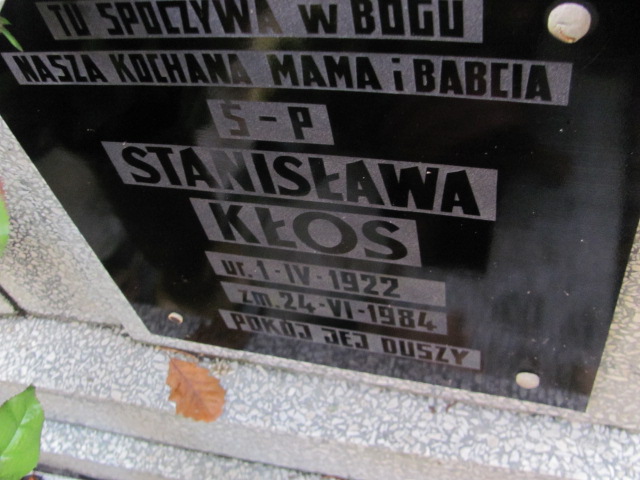 TU SPOCZYWA W BOGU
NASZA KOCHANA MAMA i BABCIA
Ś-P
STANISŁAWA
KŁOS
ur. 1-IV-1922
zm. 24-VI-1984
POKÓJ JEJ DUSZY